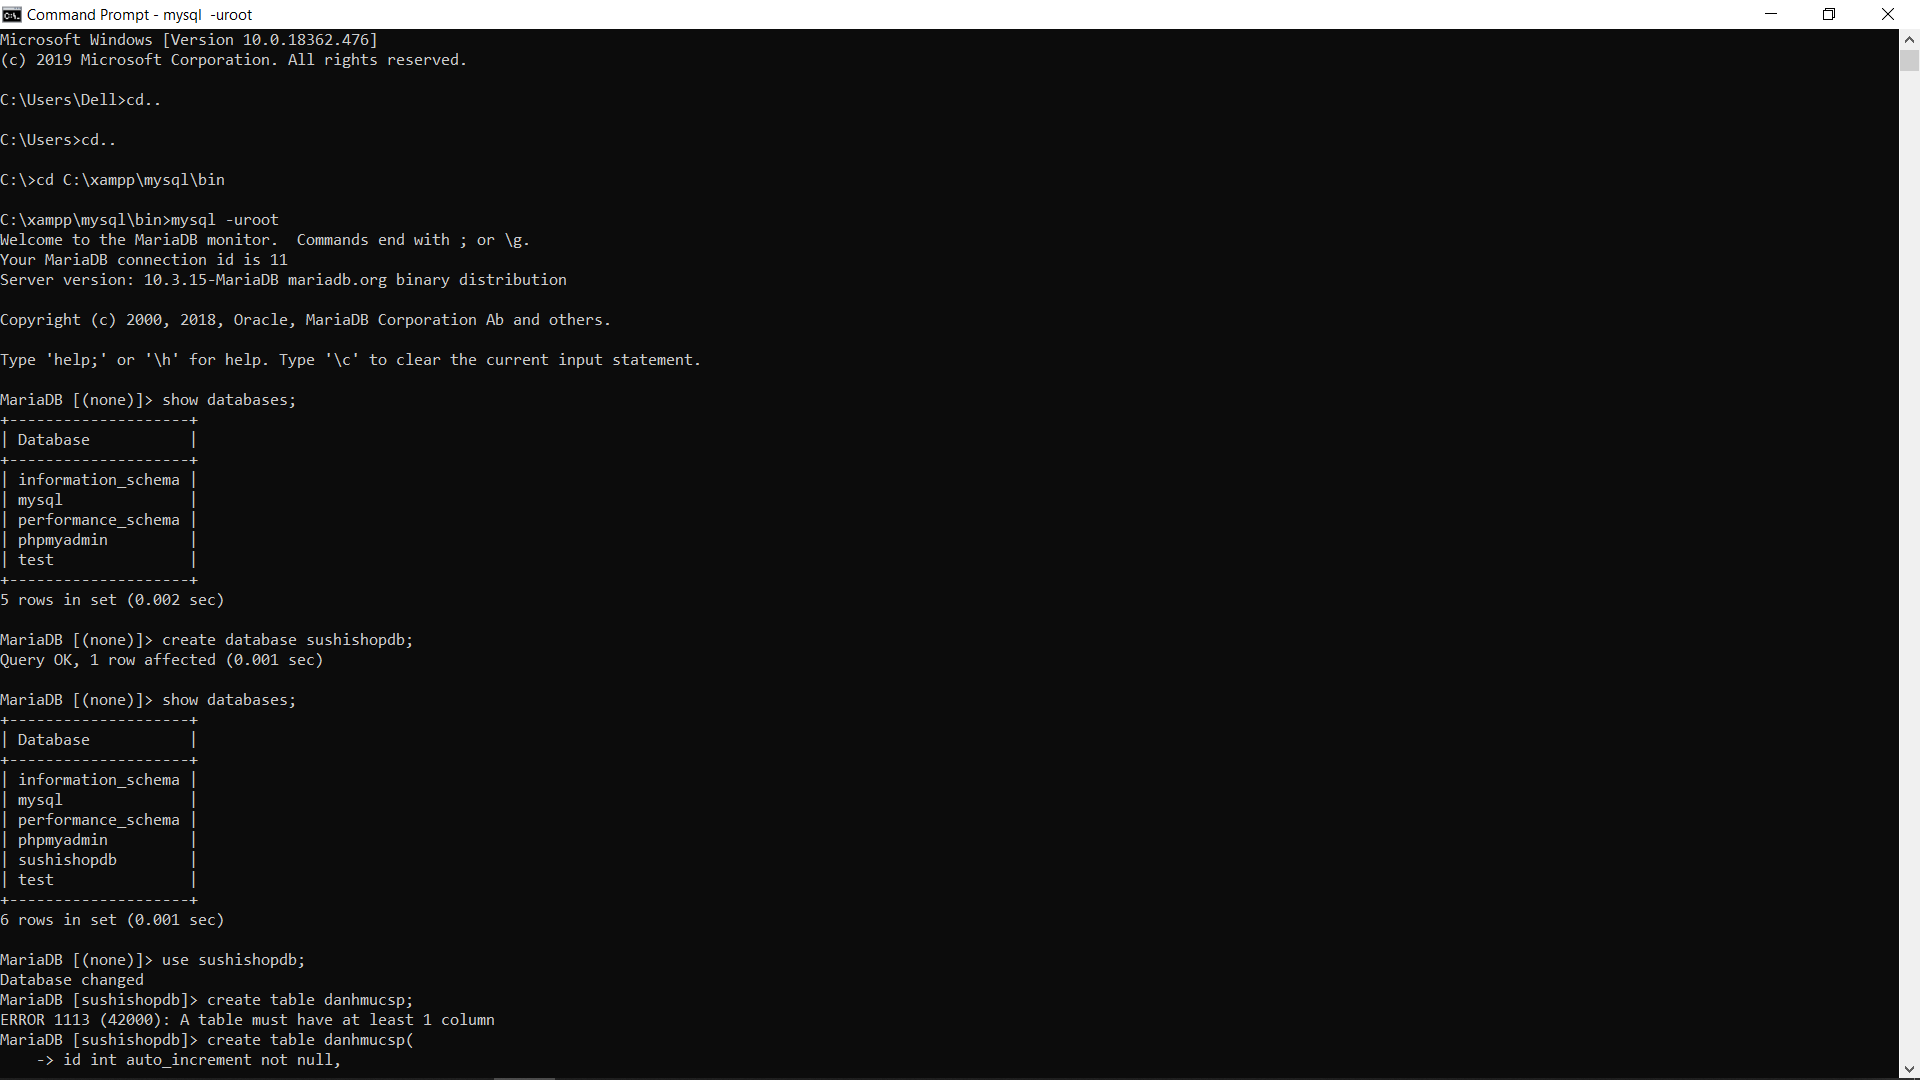 Command Prompt - mysql  -uroot
Microsoft Windows [Version 10.0.18362.476]
(c) 2019 Microsoft Corporation. All rights reserved.
C:\Users\Dell>cd..
C:\Users>cd..
C:\>cd C:\xampp\mysql\bin
C:\xampp\mysql\bin>mysql -uroot
Welcome to the MariaDB monitor.  Commands end with ; or \g.
Your MariaDB connection id is 11
Server version: 10.3.15-MariaDB mariadb.org binary distribution
Copyright (c) 2000, 2018, Oracle, MariaDB Corporation Ab and others.
Type 'help;' or '\h' for help. Type '\c' to clear the current input statement.
MariaDB [(none)]> show databases;
+--------------------+
| Database           |
+--------------------+
| information_schema |
| mysql              |
| performance_schema |
| phpmyadmin         |
| test               |
+--------------------+
5 rows in set (0.002 sec)
MariaDB [(none)]> create database sushishopdb;
Query OK, 1 row affected (0.001 sec)
MariaDB [(none)]> show databases;
+--------------------+
| Database           |
+--------------------+
| information_schema |
| mysql              |
| performance_schema |
| phpmyadmin         |
| sushishopdb        |
| test               |
+--------------------+
6 rows in set (0.001 sec)
MariaDB [(none)]> use sushishopdb;
Database changed
MariaDB [sushishopdb]> create table danhmucsp;
ERROR 1113 (42000): A table must have at least 1 column
MariaDB [sushishopdb]> create table danhmucsp(
    -> id int auto_increment not null,